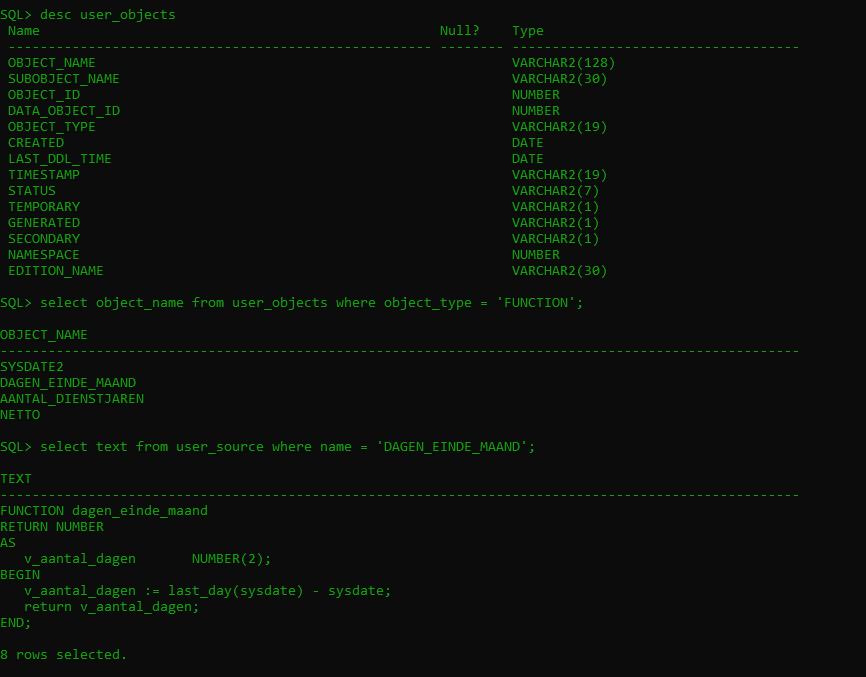 SQL> desc user_objects
 Name                                                  Null?    Type
 ----------------------------------------------------- -------- ------------------------------------
 OBJECT_NAME                                                    VARCHAR2(128)
 SUBOBJECT_NAME                                                 VARCHAR2(30)
 OBJECT_ID                                                      NUMBER
 DATA_OBJECT_ID                                                 NUMBER
 OBJECT_TYPE                                                    VARCHAR2(19)
 CREATED                                                        DATE
 LAST_DDL_TIME                                                  DATE
 TIMESTAMP                                                      VARCHAR2(19)
 STATUS                                                         VARCHAR2(7)
 TEMPORARY                                                      VARCHAR2(1)
 GENERATED                                                      VARCHAR2(1)
 SECONDARY                                                      VARCHAR2(1)
 NAMESPACE                                                      NUMBER
 EDITION_NAME                                                   VARCHAR2(30)

SQL> select object_name from user_objects where object_type = 'FUNCTION';

OBJECT_NAME
----------------------------------------------------------------------------------------------------
SYSDATE2
DAGEN_EINDE_MAAND
AANTAL_DIENSTJAREN
NETTO

SQL> select text from user_source where name = 'DAGEN_EINDE_MAAND';

TEXT
----------------------------------------------------------------------------------------------------
FUNCTION dagen_einde_maand
RETURN NUMBER
AS
   v_aantal_dagen       NUMBER(2);
BEGIN
   v_aantal_dagen := last_day(sysdate) - sysdate;
   return v_aantal_dagen;
END;

8 rows selected.